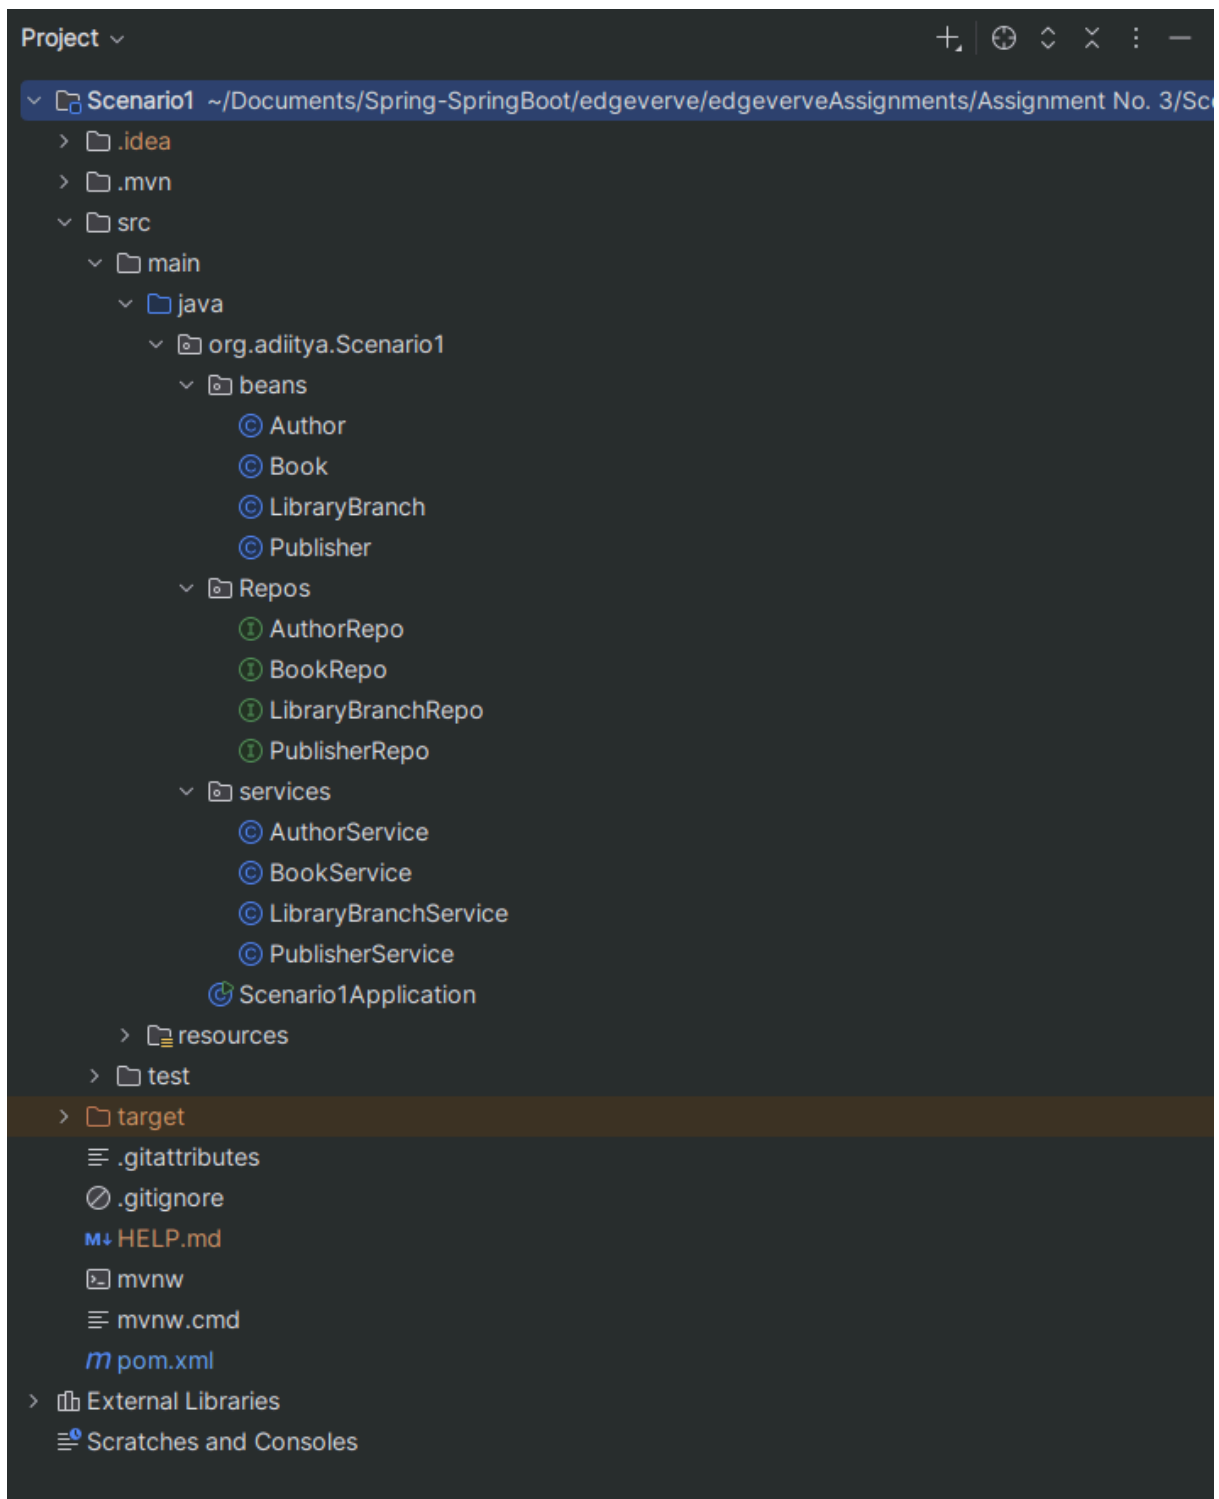 Project
Scenario1 ~/Documents/Spring-SpringBoot/edgeverve/edgeverveAssignments/Assignment No. 3/Sc
.idea
.mvn
src
main
java
org.adiitya.Scenario1
beans
Author
Book
LibraryBranch
Publisher
Repos
AuthorRepo
BookRepo
LibraryBranchRepo
PublisherRepo
services
AuthorService
BookService
LibraryBranchService
PublisherService
Scenario1Application
resources
test
target
.gitattributes
.gitignore
M↓ HELP.md
mvnw
mvnw.cmd
m pom.xml
External Libraries
Scratches and Consoles